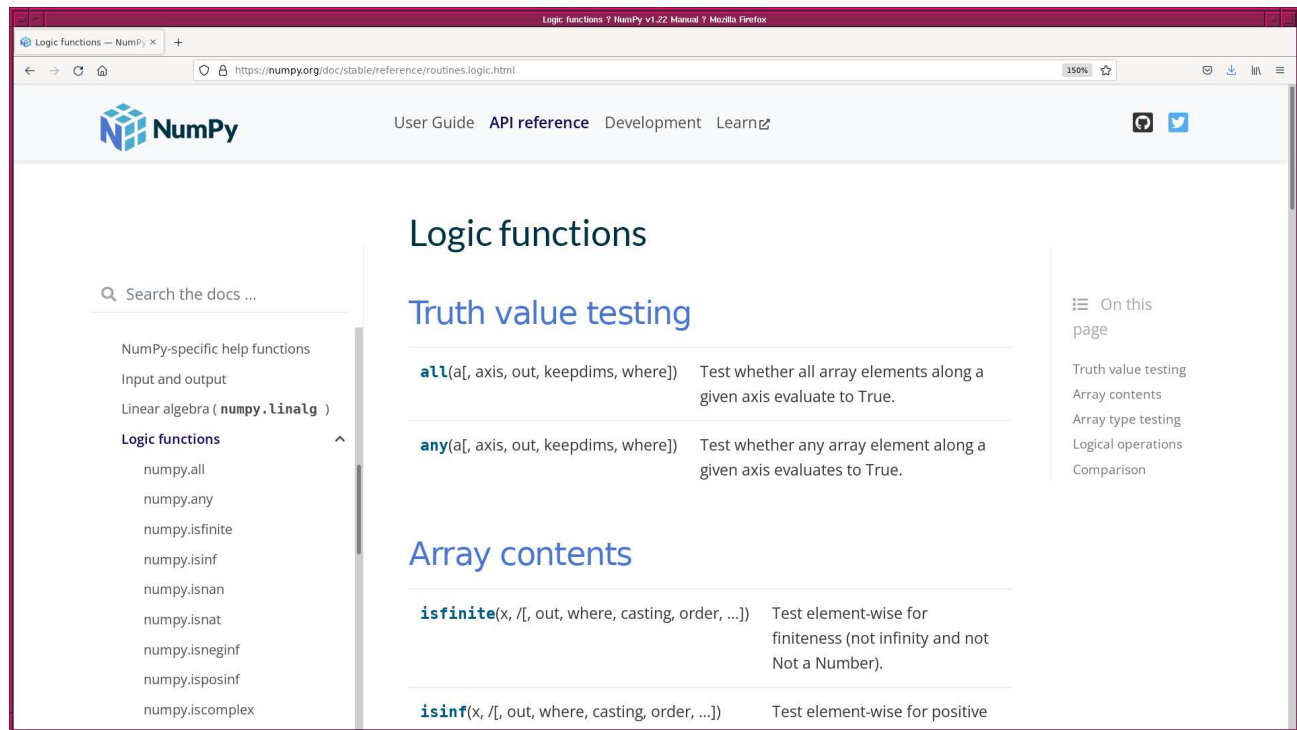 Logic functions ? NumPy v1.22 Manual ? Mozilla Firefox
Logic functions — NumPy ×
+
https://numpy.org/doc/stable/reference/routines.logic.html
150%
NumPy
User Guide API reference Development Learn
Logic functions
Search the docs ...
NumPy-specific help functions
Input and output
Linear algebra ( numpy.linalg )
Logic functions
numpy.all
numpy.any
numpy.isfinite
numpy.isinf
numpy.isnan
numpy.isnat
numpy.isneginf
numpy.isposinf
numpy.iscomplex
Truth value testing
all(a[, axis, out, keepdims, where]) Test whether all array elements along a
given axis evaluate to True.
any(a[, axis, out, keepdims, where]) Test whether any array element along a
given axis evaluates to True.
Array contents
isfinite(x, /[, out, where, casting, order, ...]) Test element-wise for
finiteness (not infinity and not
Not a Number).
isinf(x, /[, out, where, casting, order, ...]) Test element-wise for positive
On this
page
Truth value testing
Array contents
Array type testing
Logical operations
Comparison